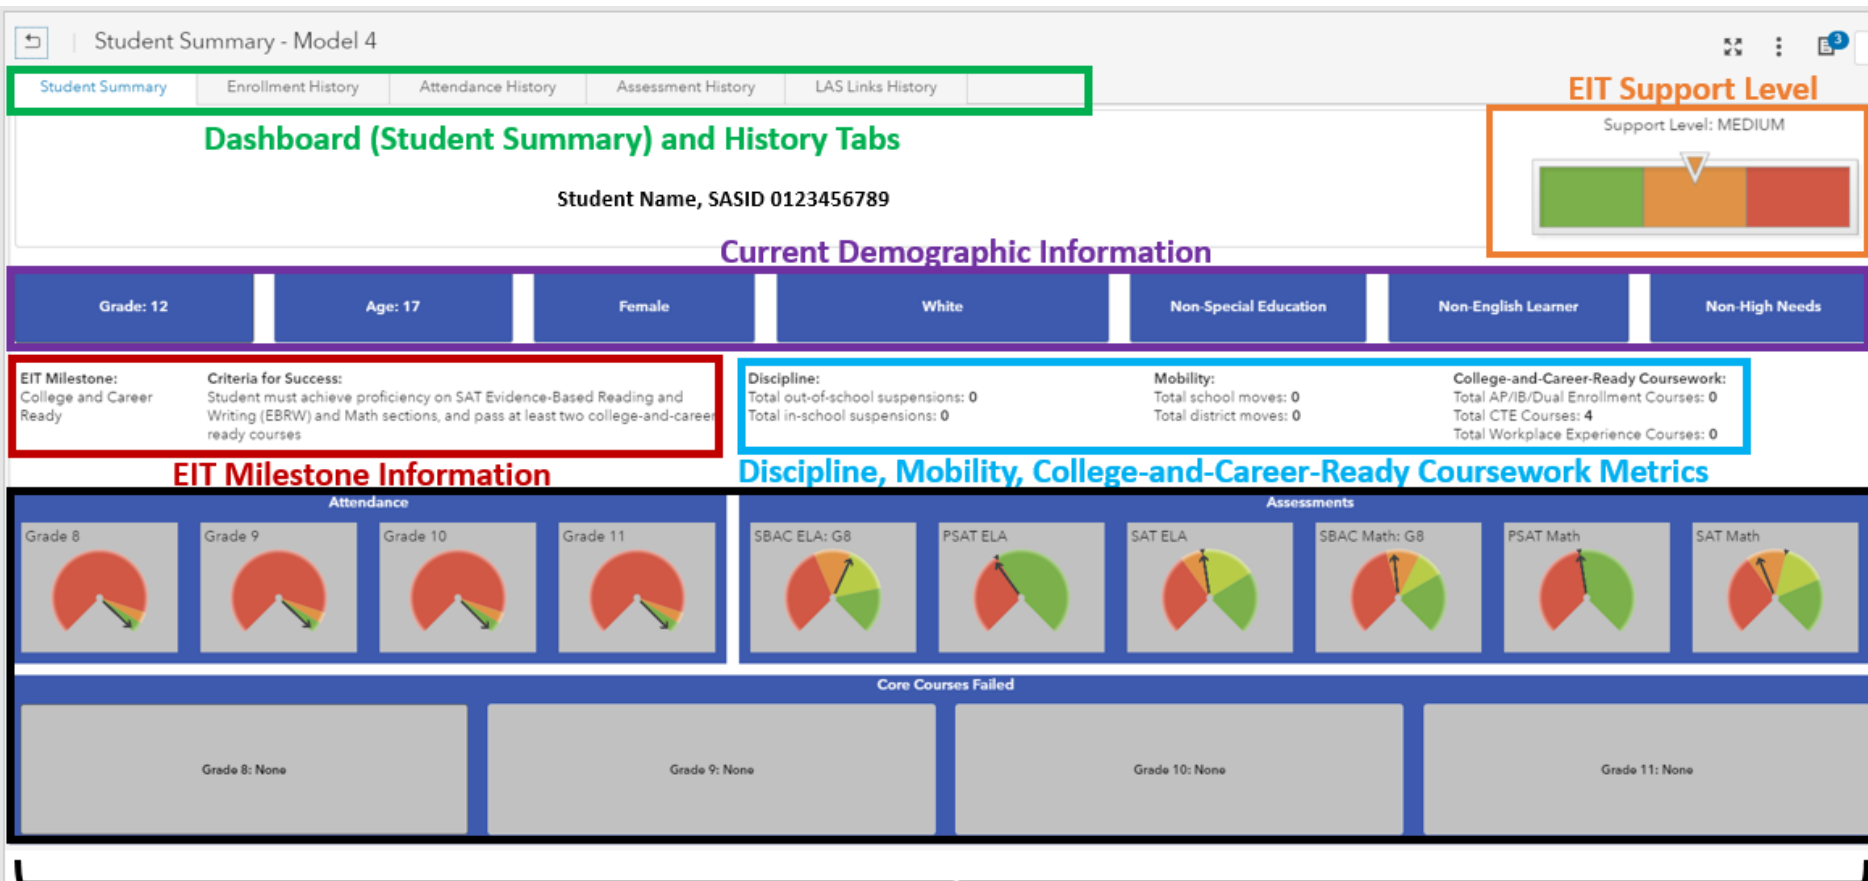 Student Summary - Model 4
3
Student Summary
Enrollment History
Attendance History
Assessment History
LAS Links History
EIT Support Level
Support Level: MEDIUM
Dashboard (Student Summary) and History Tabs
Student Name, SASID 0123456789
Current Demographic Information
Grade: 12
Age: 17
Female
White
Non-Special Education
Non-English Learner
Non-High Needs
EIT Milestone:
College and Career
Ready
Criteria for Success:
Student must achieve proficiency on SAT Evidence-Based Reading and
Writing (EBRW) and Math sections, and pass at least two college-and-career
ready courses
Discipline:
Total out-of-school suspensions: 0
Total in-school suspensions: 0
Mobility:
Total school moves: 0
Total district moves: 0
College-and-Career-Ready Coursework:
Total AP/IB/Dual Enrollment Courses: 0
Total CTE Courses: 4
Total Workplace Experience Courses: 0
EIT Milestone Information
Discipline, Mobility, College-and-Career-Ready Coursework Metrics
Attendance
Grade 8
Grade 9
Grade 10
Grade 11
Assessments
SBAC ELA: G8
PSAT ELA
SAT ELA
SBAC Math: G8
PSAT Math
SAT Math
Core Courses Failed
Grade 8: None
Grade 9: None
Grade 10: None
Grade 11: None